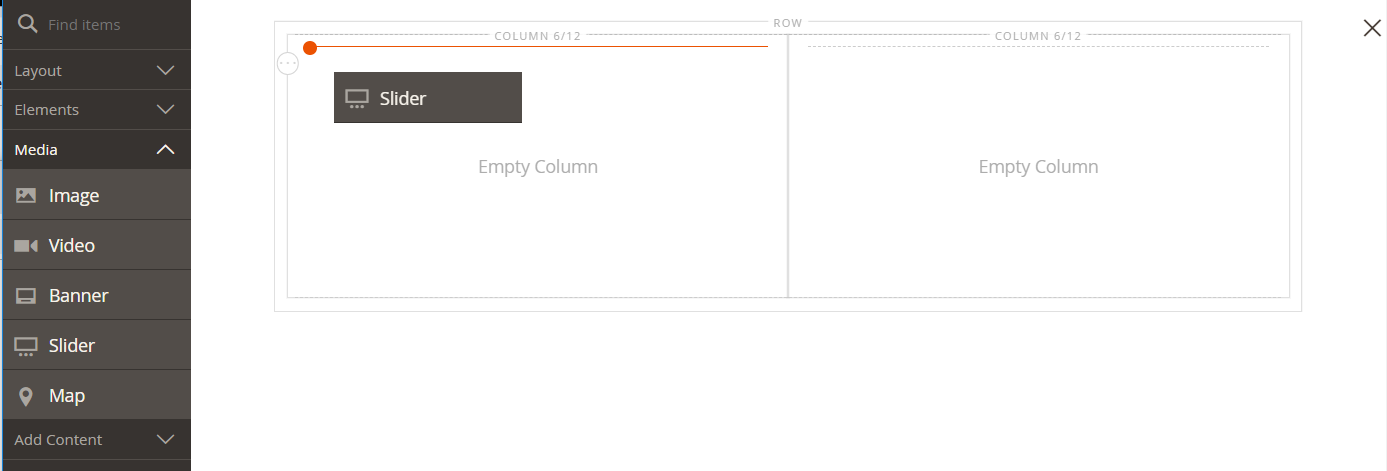 Find items
Layout
Elements
Media
Image
Video
Banner
Slider
Map
Add Content
ROW
COLUMN 6/12
COLUMN 6/12
Slider
Empty Column
Empty Column